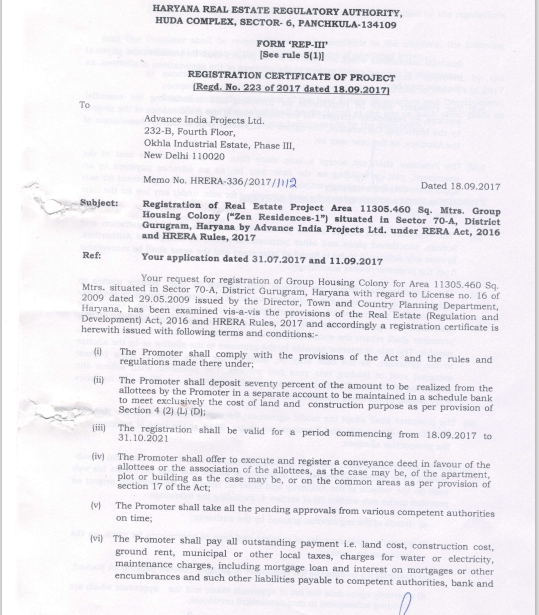 HARYANA REAL ESTATE REGULATORY AUTHORITY,
HUDA COMPLEX, SECTOR- 6, PANCHKULA-134109
FORM 'REP-III'
[See rule 5(1)]
REGISTRATION CERTIFICATE OF PROJECT
(Regd. No. 223 of 2017 dated 18.09.2017)
To
Advance India Projects Ltd.
232-B, Fourth Floor,
Okhla Industrial Estate, Phase III,
New Delhi 110020
Memo No. HRERA-336/2017/1112
Dated 18.09.2017
Subject: Registration of Real Estate Project Area 11305.460 Sq. Mtrs. Group
Housing Colony ("Zen Residences-1") situated in Sector 70-A, District
Gurugram, Haryana by Advance India Projects Ltd. under RERA Act, 2016
and HRERA Rules, 2017
Ref: Your application dated 31.07.2017 and 11.09.2017
Your request for registration of Group Housing Colony for Area 11305.460 Sq.
Mtrs. situated in Sector 70-A, District Gurugram, Haryana with regard to License no. 16 of
2009 dated 29.05.2009 issued by the Director, Town and Country Planning Department,
Haryana, has been examined vis-a-vis the provisions of the Real Estate (Regulation and
Development) Act, 2016 and HRERA Rules, 2017 and accordingly a registration certificate is
herewith issued with following terms and conditions:-
(i) The Promoter shall comply with the provisions of the Act and the rules and
regulations made there under;
(ii) The Promoter shall deposit seventy percent of the amount to be realized from the
allottees by the Promoter in a separate account to be maintained in a schedule bank
to meet exclusively the cost of land and construction purpose as per provision of
Section 4 (2) (L) (D);
(iii) The registration shall be valid for a period commencing from 18.09.2017 to
31.10.2021
(iv) The Promoter shall offer to execute and register a conveyance deed in favour of the
allottees or the association of the allottees, as the case may be, of the apartment,
plot or building as the case may be, or on the common areas as per provision of
section 17 of the Act;
(v) The Promoter shall take all the pending approvals from various competent authorities
on time;
(vi) The Promoter shall pay all outstanding payment i.e. land cost, construction cost,
ground rent, municipal or other local taxes, charges for water or electricity,
maintenance charges, including mortgage loan and interest on mortgages or other
encumbrances and such other liabilities payable to competent authorities, bank and